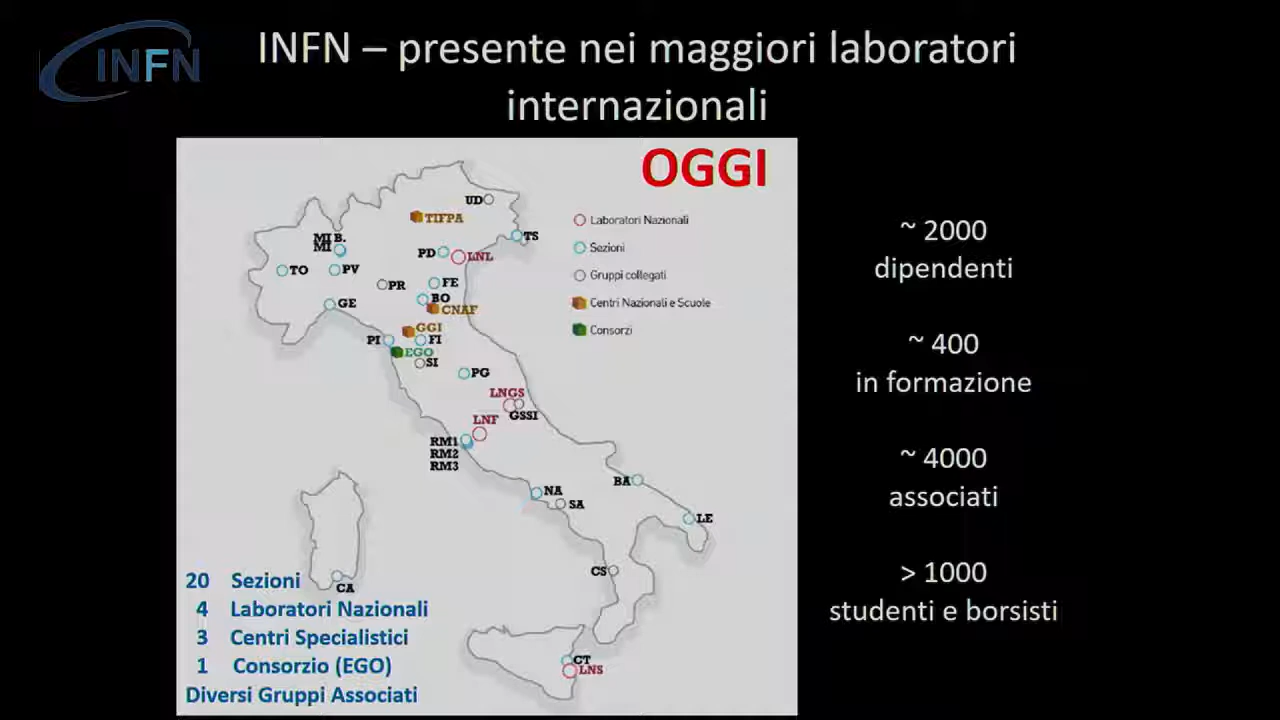 INFN
INFN – presente nei maggiori laboratori
internazionali
OGGI
UD
TIFPA
TS
MI B.
MI
PD
LNL
TO
PV
PR
FE
BO
CNAF
GE
GGI
PI
FI
EGO
SI
PG
LNGS
GSSI
LNF
RM1
RM2
RM3
NA
SA
BA
LE
CS
CA
CT
LNS
Laboratori Nazionali
Sezioni
Gruppi collegati
Centri Nazionali e Scuole
Consorzi
20 Sezioni
4 Laboratori Nazionali
3 Centri Specialistici
1 Consorzio (EGO)
Diversi Gruppi Associati
~ 2000
dipendenti
~ 400
in formazione
~ 4000
associati
> 1000
studenti e borsisti